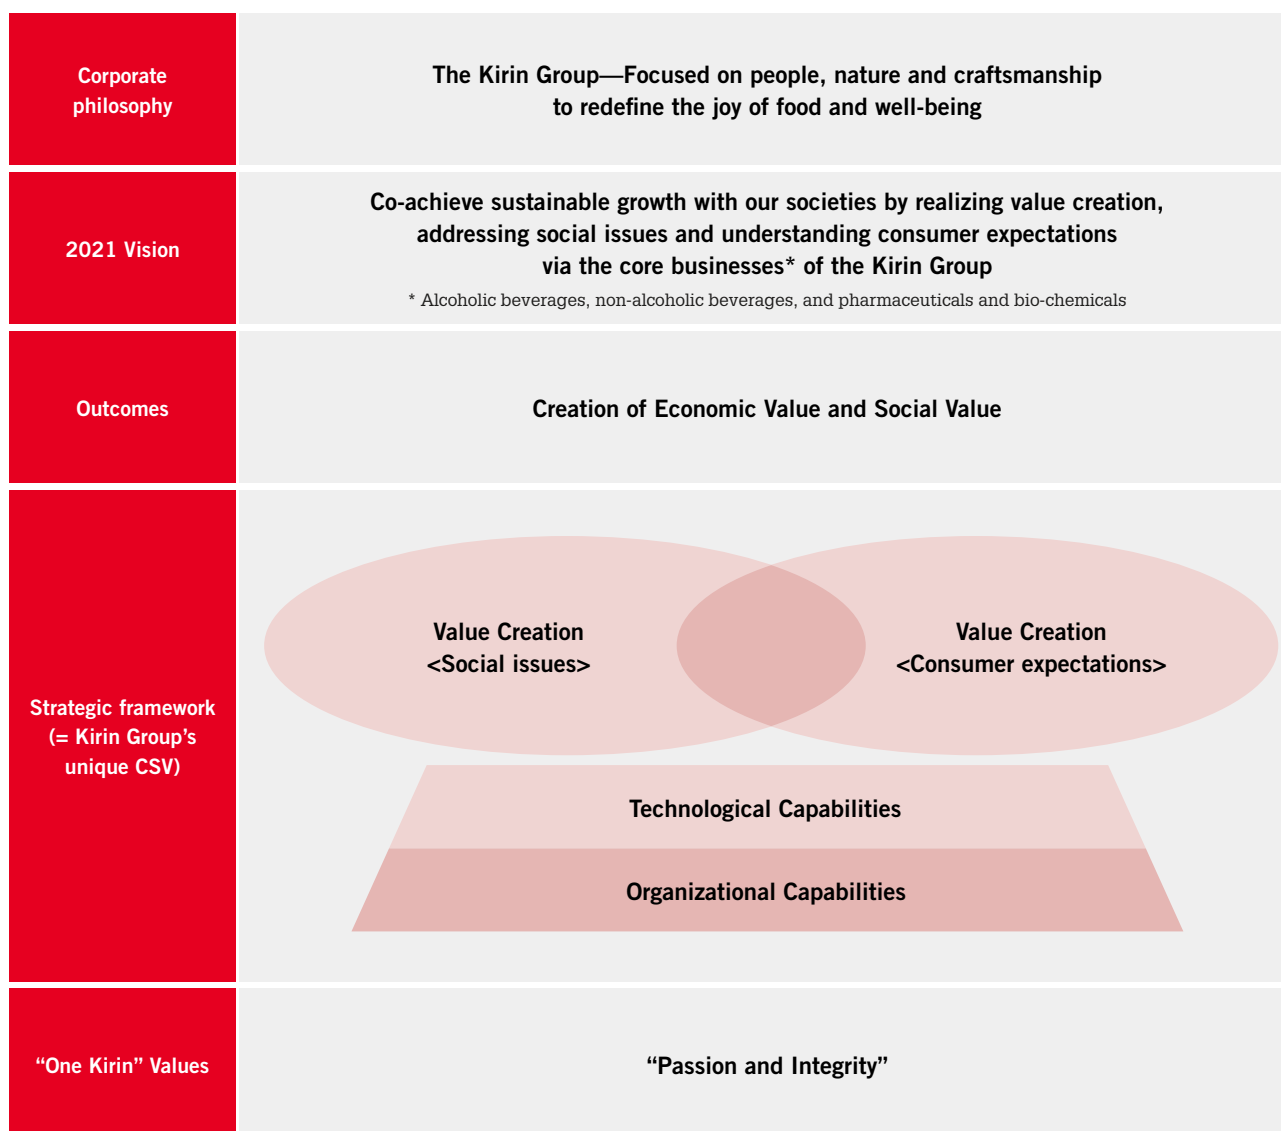 Corporate
philosophy
The Kirin Group—Focused on people, nature and craftsmanship
to redefine the joy of food and well-being
2021 Vision
Co-achieve sustainable growth with our societies by realizing value creation,
addressing social issues and understanding consumer expectations
via the core businesses* of the Kirin Group
* Alcoholic beverages, non-alcoholic beverages, and pharmaceuticals and bio-chemicals
Outcomes
Creation of Economic Value and Social Value
Strategic framework
(= Kirin Group’s
unique CSV)
Value Creation
<Social issues>
Value Creation
<Consumer expectations>
Technological Capabilities
Organizational Capabilities
“One Kirin” Values
“Passion and Integrity”